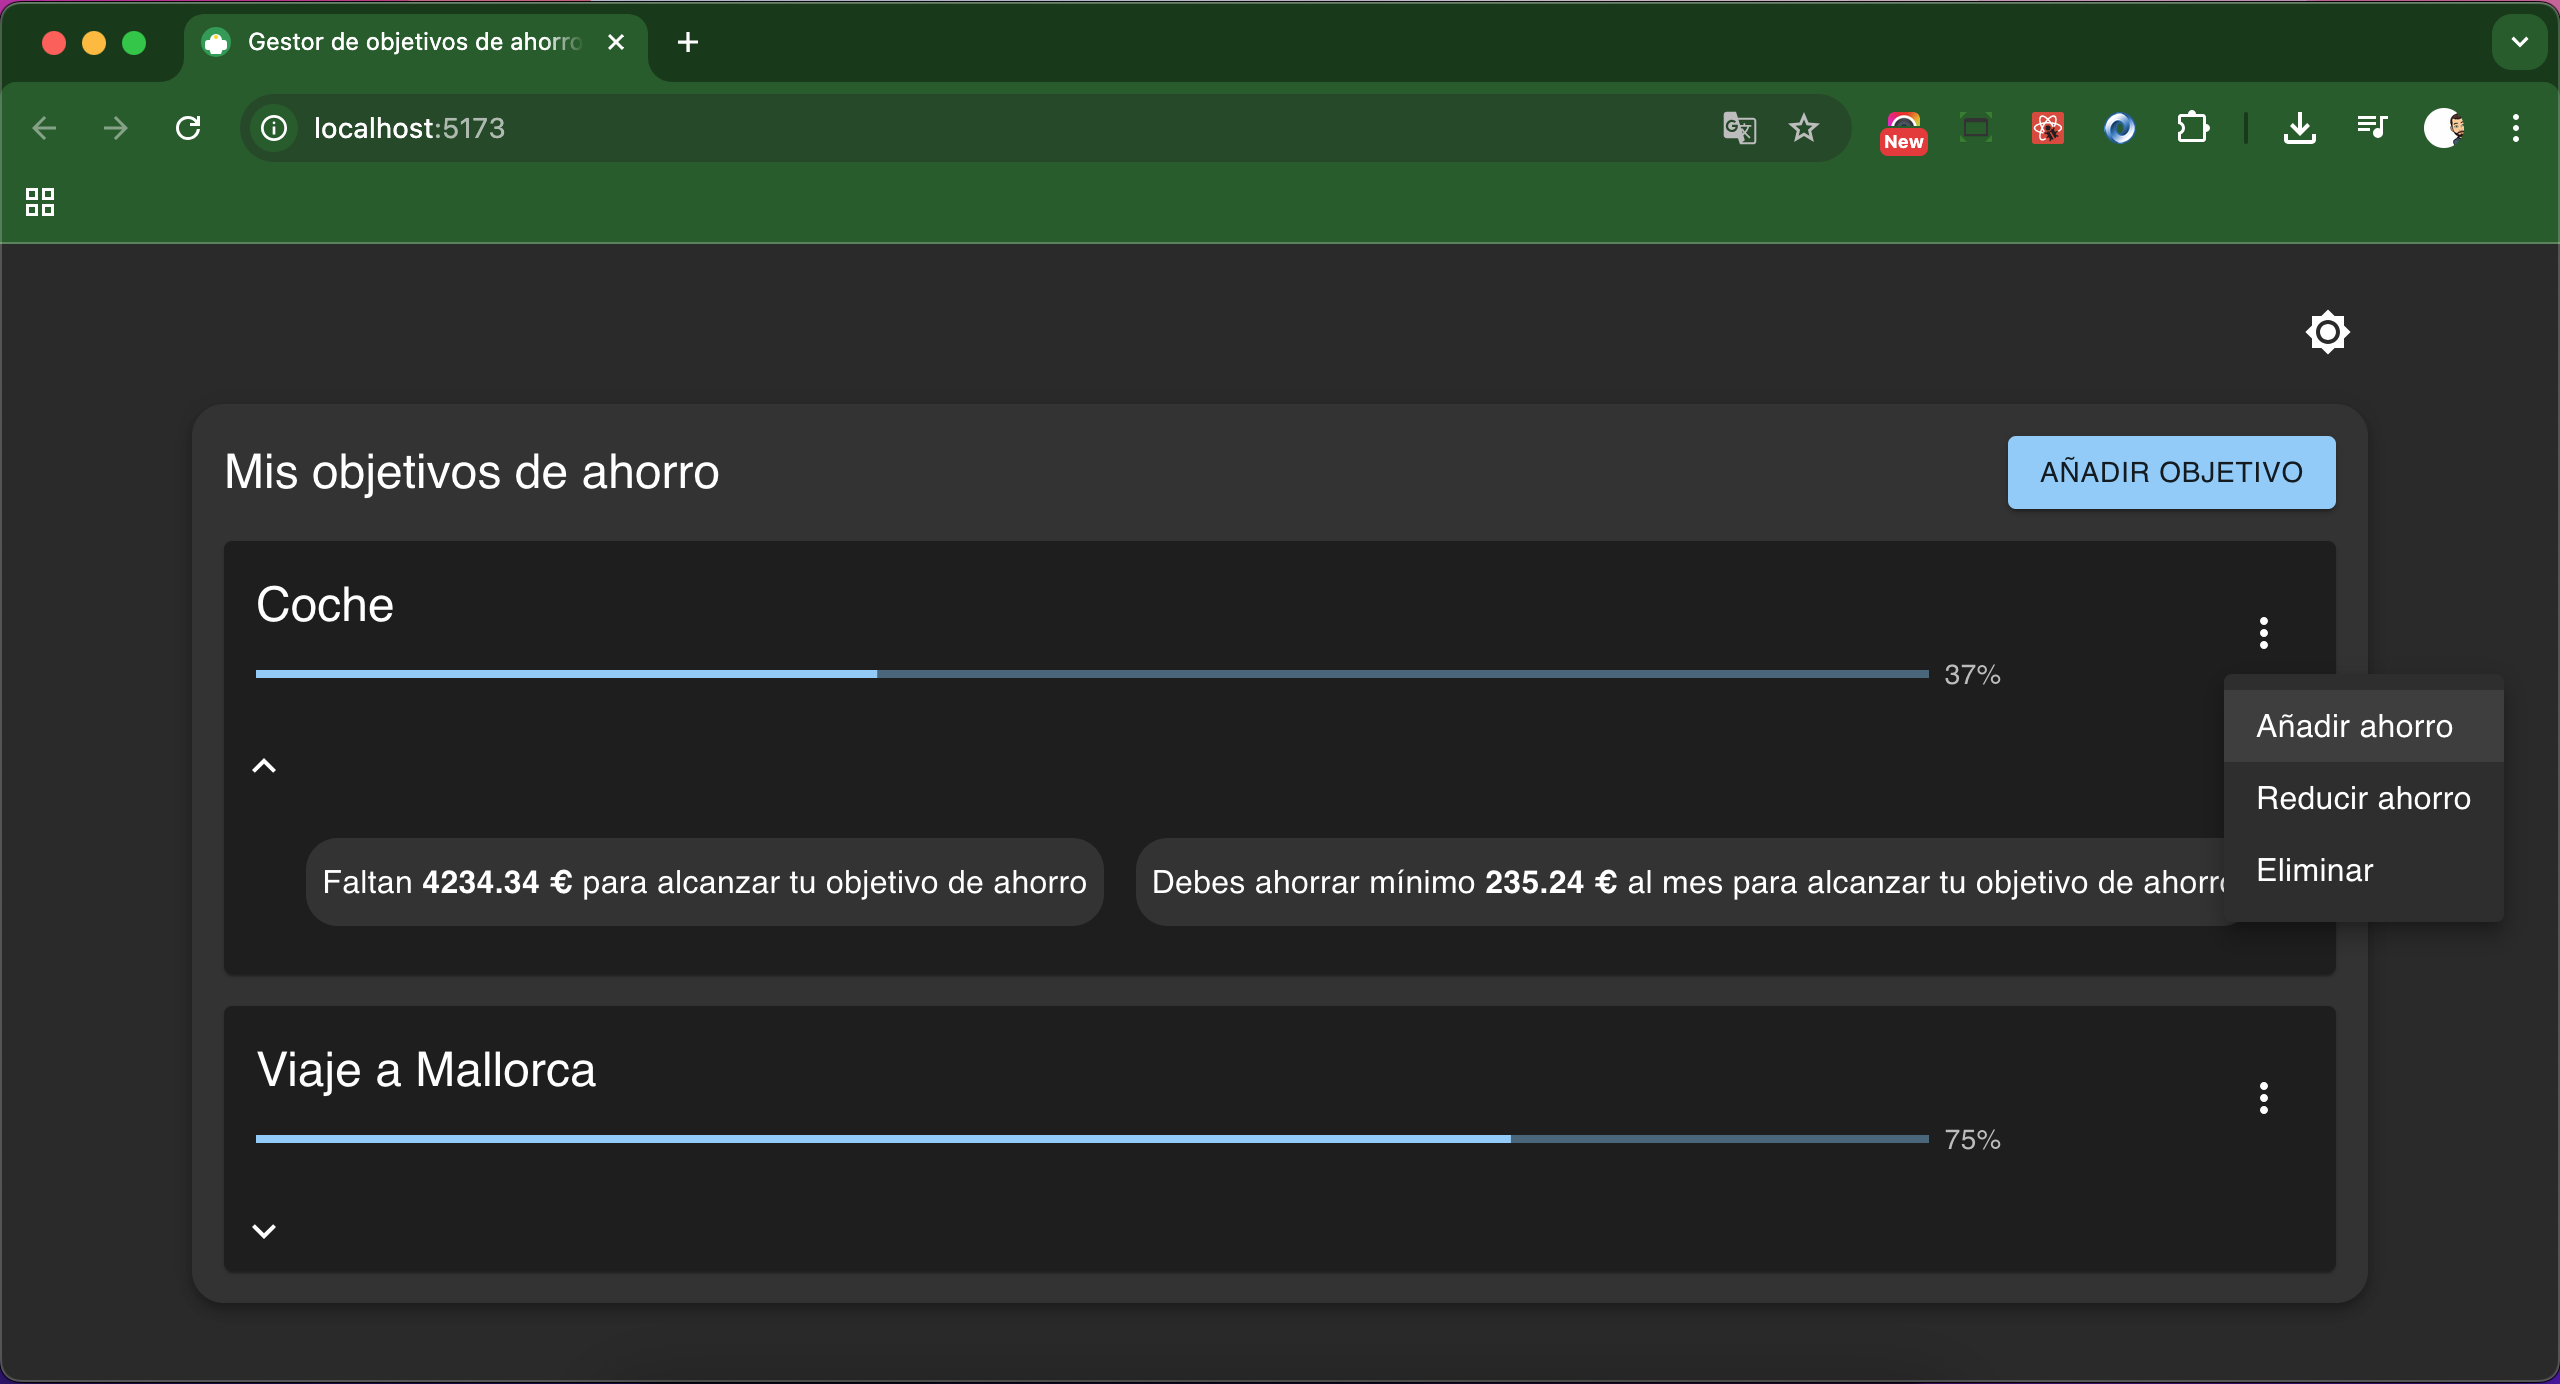 Gestor de objetivos de ahorro
localhost:5173
New
Mis objetivos de ahorro
AÑADIR OBJETIVO
Coche
37%
Añadir ahorro
Reducir ahorro
Eliminar
Faltan 4234.34 € para alcanzar tu objetivo de ahorro
Debes ahorrar mínimo 235.24 € al mes para alcanzar tu objetivo de ahorro
Viaje a Mallorca
75%